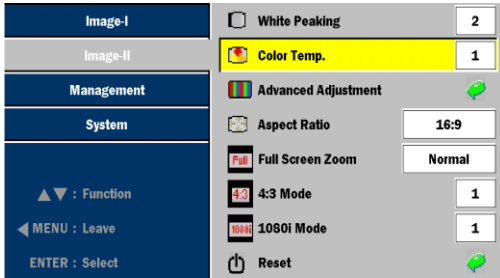 Image-I
Image-II
Management
System
▲▼ : Function
◀ MENU : Leave
ENTER : Select
White Peaking 2
Color Temp. 1
Advanced Adjustment
Aspect Ratio 16:9
Full Full Screen Zoom Normal
4:3 4:3 Mode 1
1080i 1080i Mode 1
Reset